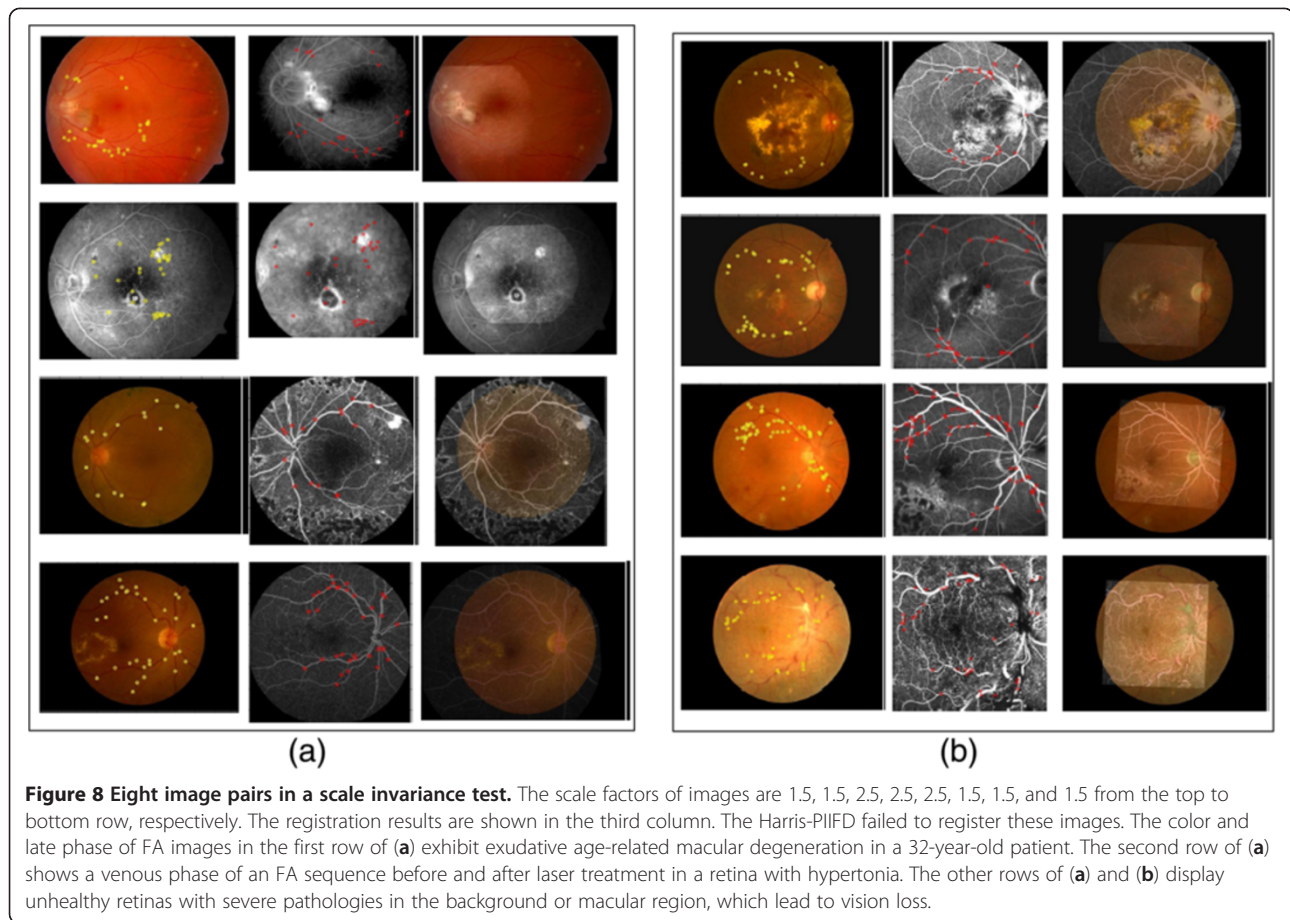 (a)
(b)
Figure 8 Eight image pairs in a scale invariance test. The scale factors of images are 1.5, 1.5, 2.5, 2.5, 2.5, 1.5, 1.5, and 1.5 from the top to
bottom row, respectively. The registration results are shown in the third column. The Harris-PIIFD failed to register these images. The color and
late phase of FA images in the first row of (a) exhibit exudative age-related macular degeneration in a 32-year-old patient. The second row of (a)
shows a venous phase of an FA sequence before and after laser treatment in a retina with hypertonia. The other rows of (a) and (b) display
unhealthy retinas with severe pathologies in the background or macular region, which lead to vision loss.